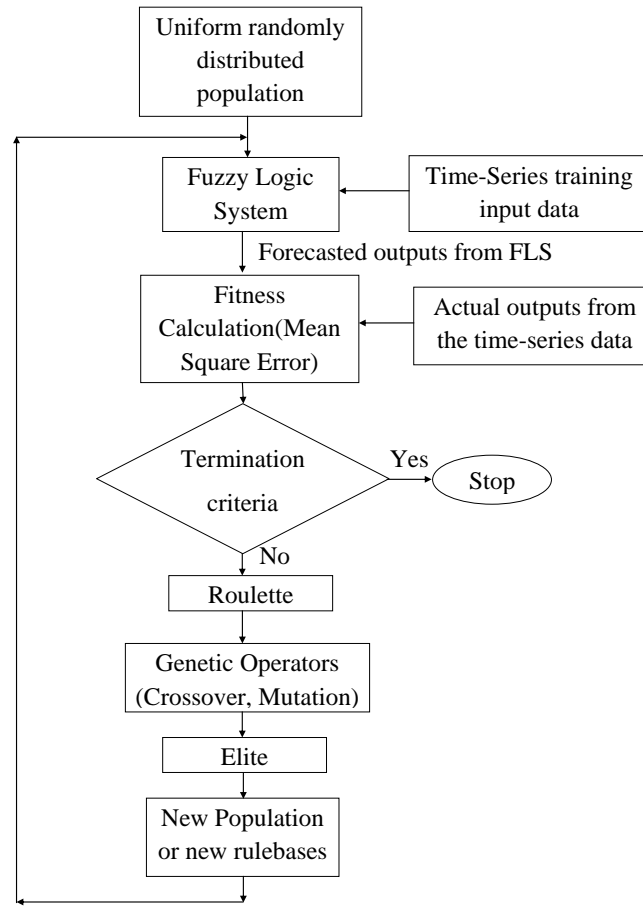 Uniform randomly
distributed
population
Fuzzy Logic
System
Time-Series training
input data
Forecasted outputs from FLS
Fitness
Calculation(Mean
Square Error)
Actual outputs from
the time-series data
Termination
criteria
Yes
Stop
No
Roulette
Genetic Operators
(Crossover, Mutation)
Elite
New Population
or new rulebases